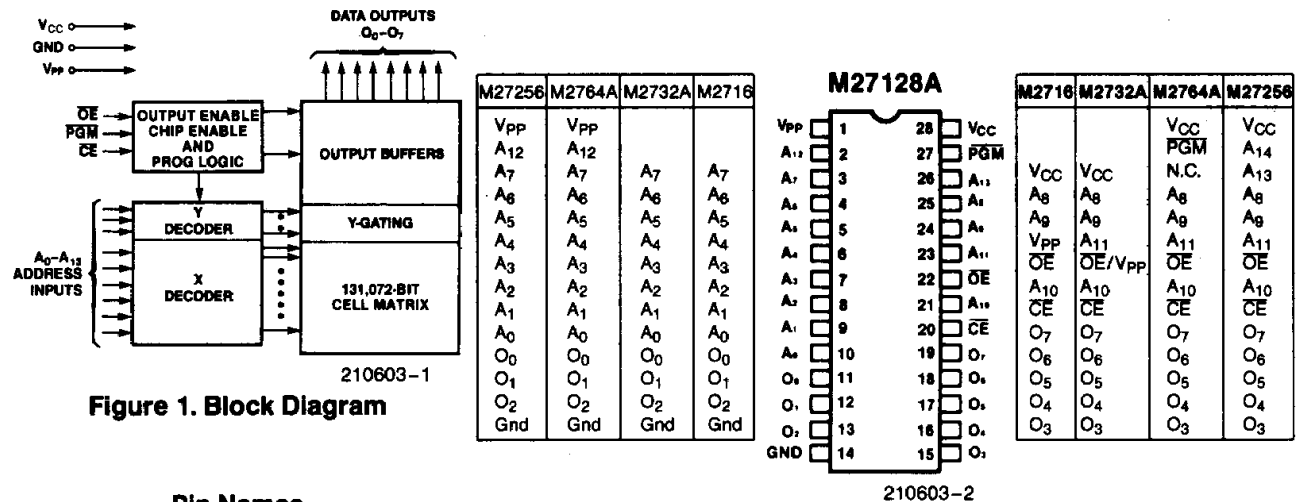 V_CC
GND
V_PP
DATA OUTPUTS
O₀–O₇
OE
PGM
CE
OUTPUT ENABLE
CHIP ENABLE
AND
PROG LOGIC
OUTPUT BUFFERS
Y
DECODER
Y-GATING
A₀–A₁₃
ADDRESS
INPUTS
X
DECODER
131,072-BIT
CELL MATRIX
210603–1
Figure 1. Block Diagram
M27256 M2764A M2732A M2716
VPP VPP
A12 A12
A7 A7 A7 A7
A6 A6 A6 A6
A5 A5 A5 A5
A4 A4 A4 A4
A3 A3 A3 A3
A2 A2 A2 A2
A1 A1 A1 A1
A0 A0 A0 A0
O0 O0 O0 O0
O1 O1 O1 O1
O2 O2 O2 O2
Gnd Gnd Gnd Gnd
M27128A
VPP 1 28 VCC
A12 2 27 PGM
A7 3 26 A13
A6 4 25 A8
A5 5 24 A9
A4 6 23 A11
A3 7 22 OE
A2 8 21 A10
A1 9 20 CE
A0 10 19 O7
O0 11 18 O6
O1 12 17 O5
O2 13 16 O4
GND 14 15 O3
210603–2
M2716 M2732A M2764A M27256
VCC VCC
PGM A14
VCC VCC N.C. A13
A8 A8 A8 A8
A9 A9 A9 A9
VPP A11 A11 A11
OE OE/VPP OE OE
A10 A10 A10 A10
CE CE CE CE
O7 O7 O7 O7
O6 O6 O6 O6
O5 O5 O5 O5
O4 O4 O4 O4
O3 O3 O3 O3
Pin Names